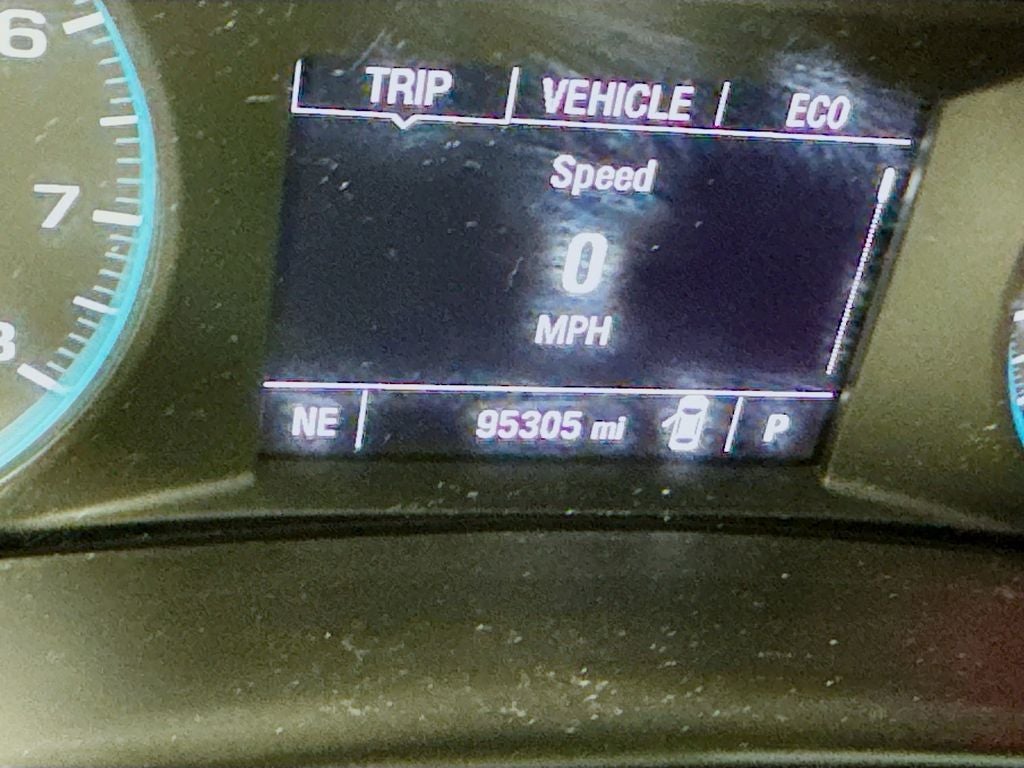 6
TRIP VEHICLE ECO
Speed
7
0
MPH
8
NE 95305 mi P